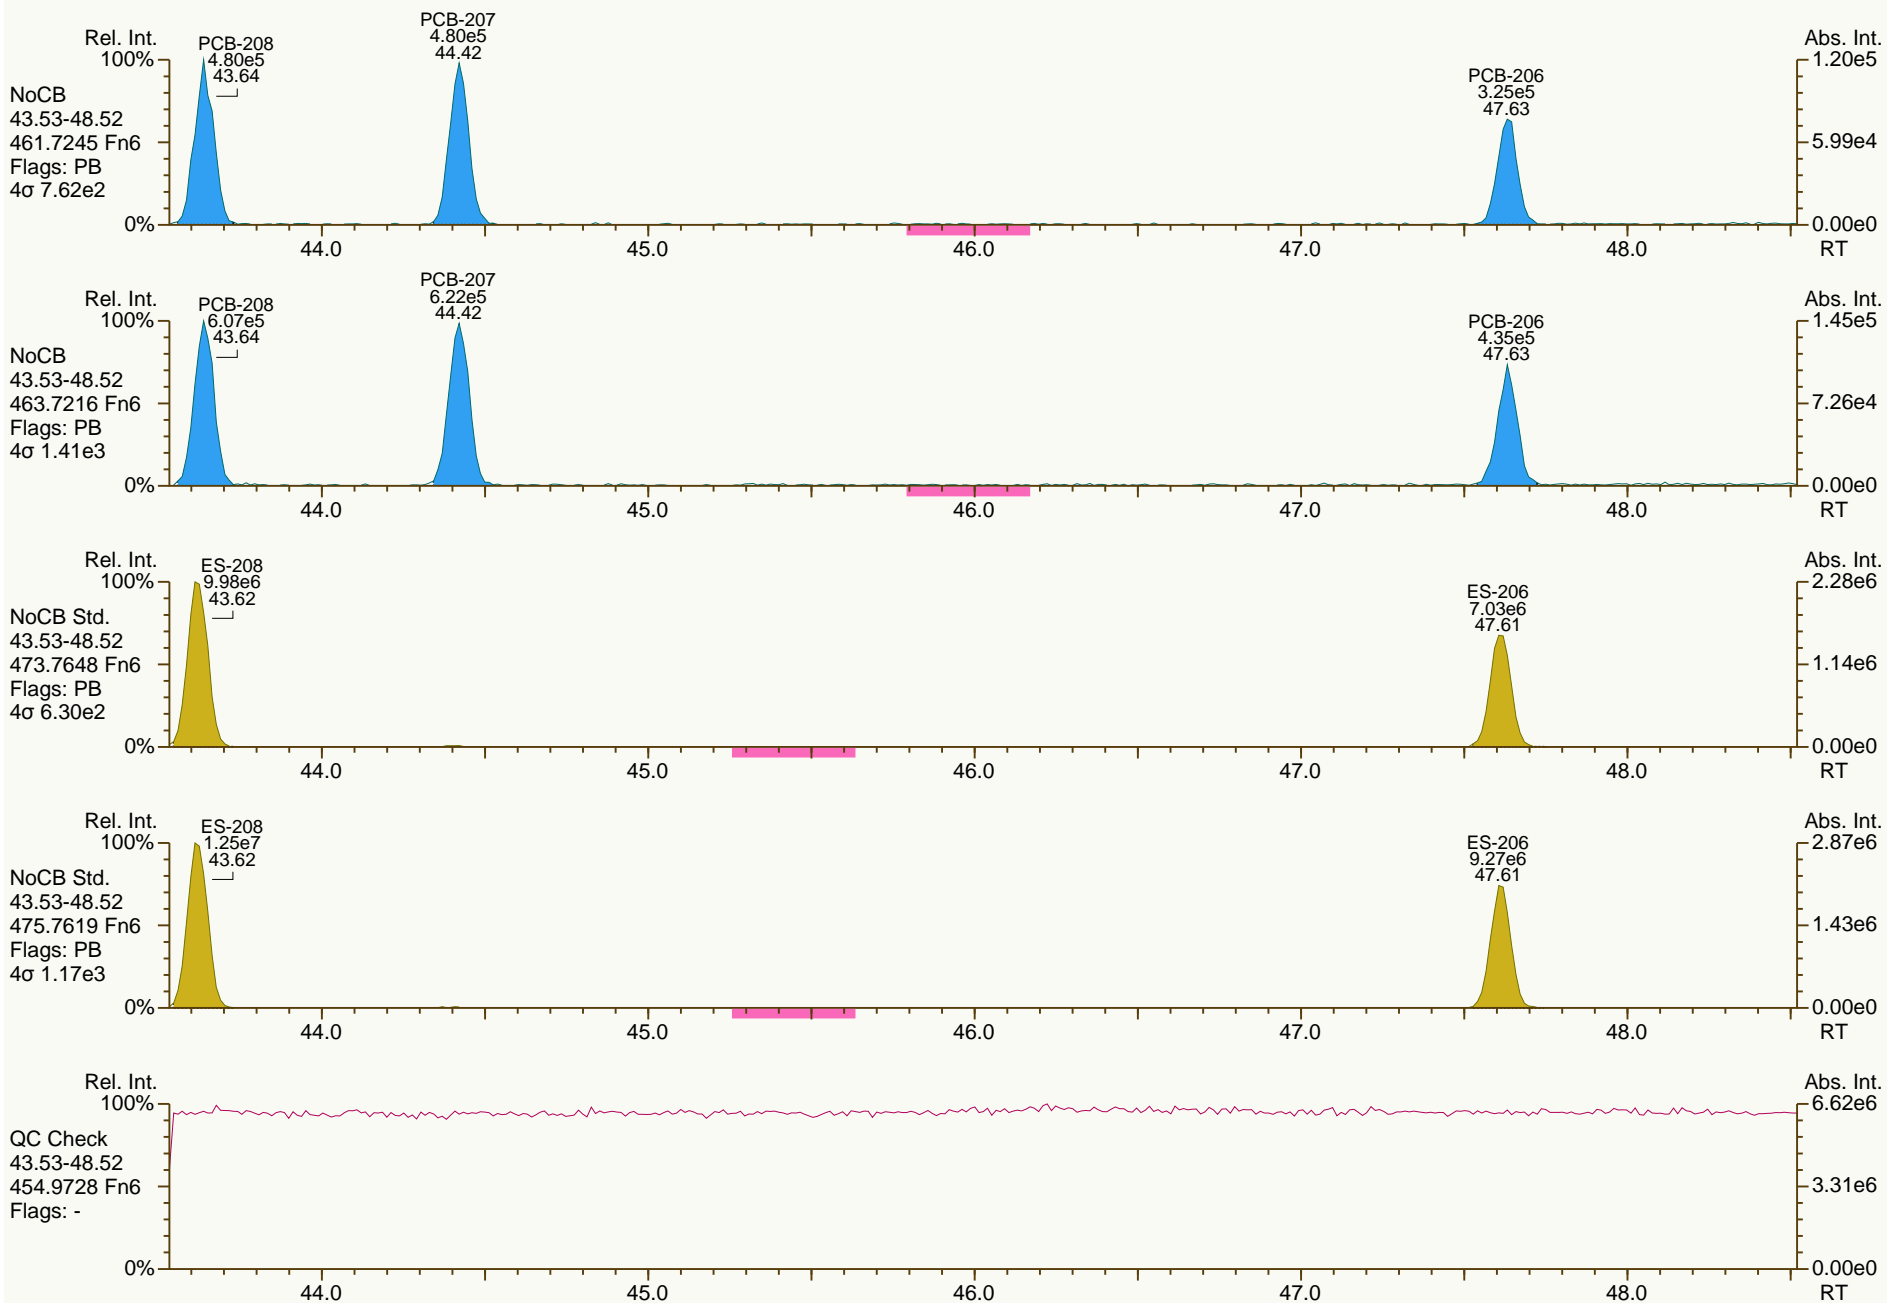 Rel. Int.
100%
0%
NoCB
43.53-48.52
461.7245 Fn6
Flags: PB
4σ 7.62e2
PCB-208
4.80e5
43.64
PCB-207
4.80e5
44.42
PCB-206
3.25e5
47.63
Abs. Int.
1.20e5
5.99e4
0.00e0
44.0 45.0 46.0 47.0 48.0 RT
Rel. Int.
100%
0%
NoCB
43.53-48.52
463.7216 Fn6
Flags: PB
4σ 1.41e3
PCB-208
6.07e5
43.64
PCB-207
6.22e5
44.42
PCB-206
4.35e5
47.63
Abs. Int.
1.45e5
7.26e4
0.00e0
44.0 45.0 46.0 47.0 48.0 RT
Rel. Int.
100%
0%
NoCB Std.
43.53-48.52
473.7648 Fn6
Flags: PB
4σ 6.30e2
ES-208
9.98e6
43.62
ES-206
7.03e6
47.61
Abs. Int.
2.28e6
1.14e6
0.00e0
44.0 45.0 46.0 47.0 48.0 RT
Rel. Int.
100%
0%
NoCB Std.
43.53-48.52
475.7619 Fn6
Flags: PB
4σ 1.17e3
ES-208
1.25e7
43.62
ES-206
9.27e6
47.61
Abs. Int.
2.87e6
1.43e6
0.00e0
44.0 45.0 46.0 47.0 48.0 RT
Rel. Int.
100%
0%
QC Check
43.53-48.52
454.9728 Fn6
Flags: -
Abs. Int.
6.62e6
3.31e6
0.00e0
44.0 45.0 46.0 47.0 48.0 RT